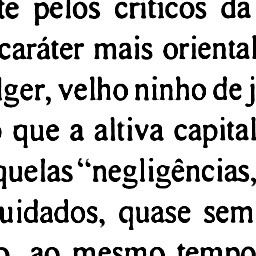 te pelos críticos da
caráter mais oriental
lger, velho ninho de j
que a altiva capital
quelas “negligências,
uidados, quase sem
o, ao mesmo tempo